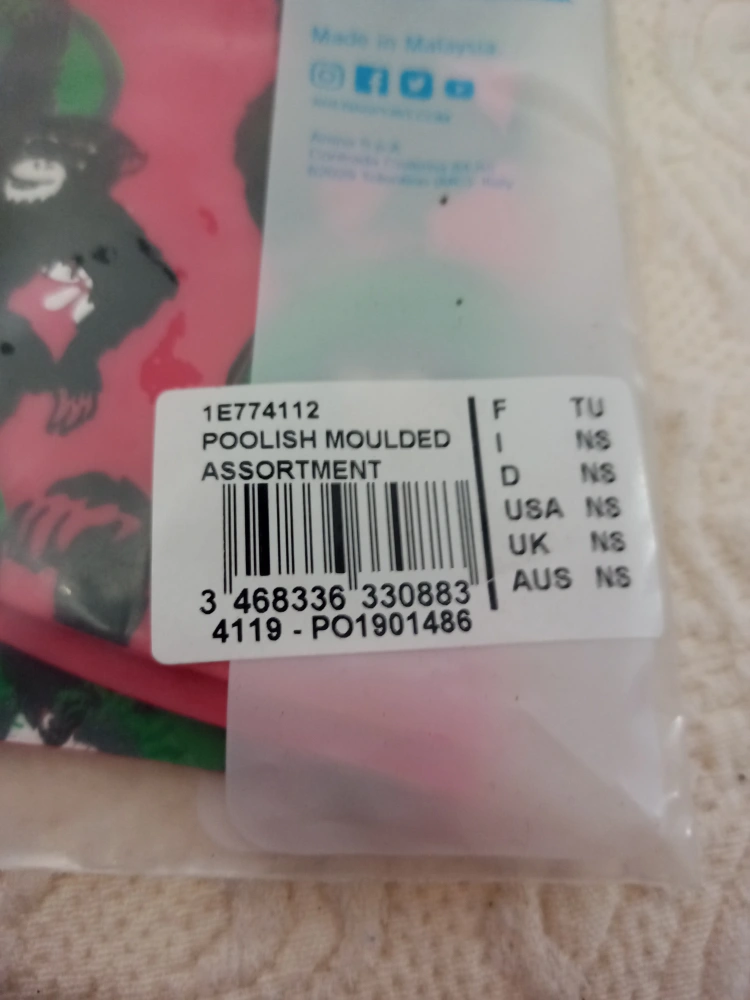 Made in Malaysia
1E774112
POOLISH MOULDED
ASSORTMENT
3 468336 330883
4119 - PO1901486
F TU
I NS
D NS
USA NS
UK NS
AUS NS